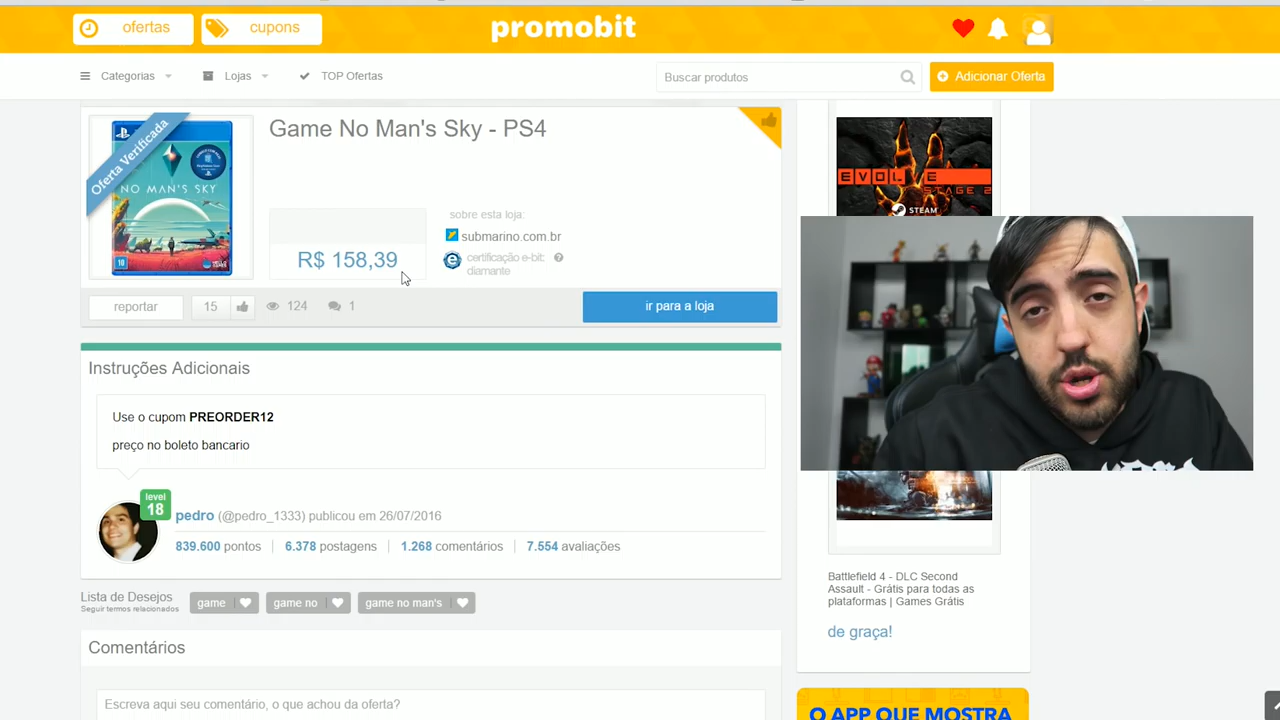 ofertas
cupons
promobit
Categorias
Lojas
TOP Ofertas
Buscar produtos
Adicionar Oferta
Oferta Verificada
NO MAN'S SKY
Game No Man's Sky - PS4
sobre esta loja:
submarino.com.br
R$ 158,39
certificação e-bit:
diamante
reportar
15
124
1
ir para a loja
EVOLVE
STAGE 2
STEAM
Instruções Adicionais
Use o cupom PREORDER12
preço no boleto bancario
level
18
pedro (@pedro_1333) publicou em 26/07/2016
839.600 pontos
6.378 postagens
1.268 comentários
7.554 avaliações
Lista de Desejos
Seguir termos relacionados
game
game no
game no man's
Comentários
Escreva aqui seu comentário, o que achou da oferta?
Battlefield 4 - DLC Second
Assault - Grátis para todas as
plataformas | Games Grátis
de graça!
O APP QUE MOSTRA